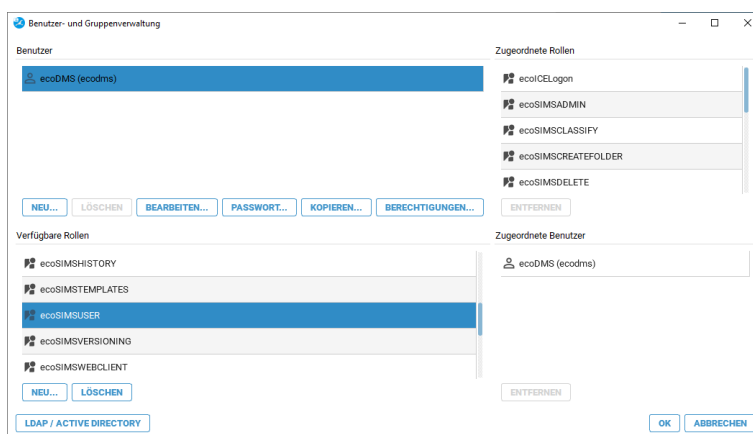 Benutzer- und Gruppenverwaltung
Benutzer
ecoDMS (ecodms)
NEU...
LÖSCHEN
BEARBEITEN...
PASSWORT...
KOPIEREN...
BERECHTIGUNGEN...
Zugeordnete Rollen
ecoICELogon
ecoSIMSADMIN
ecoSIMSCLASSIFY
ecoSIMSCREATEFOLDER
ecoSIMSDELETE
ENTFERNEN
Verfügbare Rollen
ecoSIMSHISTORY
ecoSIMSTEMPLATES
ecoSIMSUSER
ecoSIMSVERSIONING
ecoSIMSWEBCLIENT
NEU...
LÖSCHEN
Zugeordnete Benutzer
ecoDMS (ecodms)
ENTFERNEN
LDAP / ACTIVE DIRECTORY
OK
ABBRECHEN